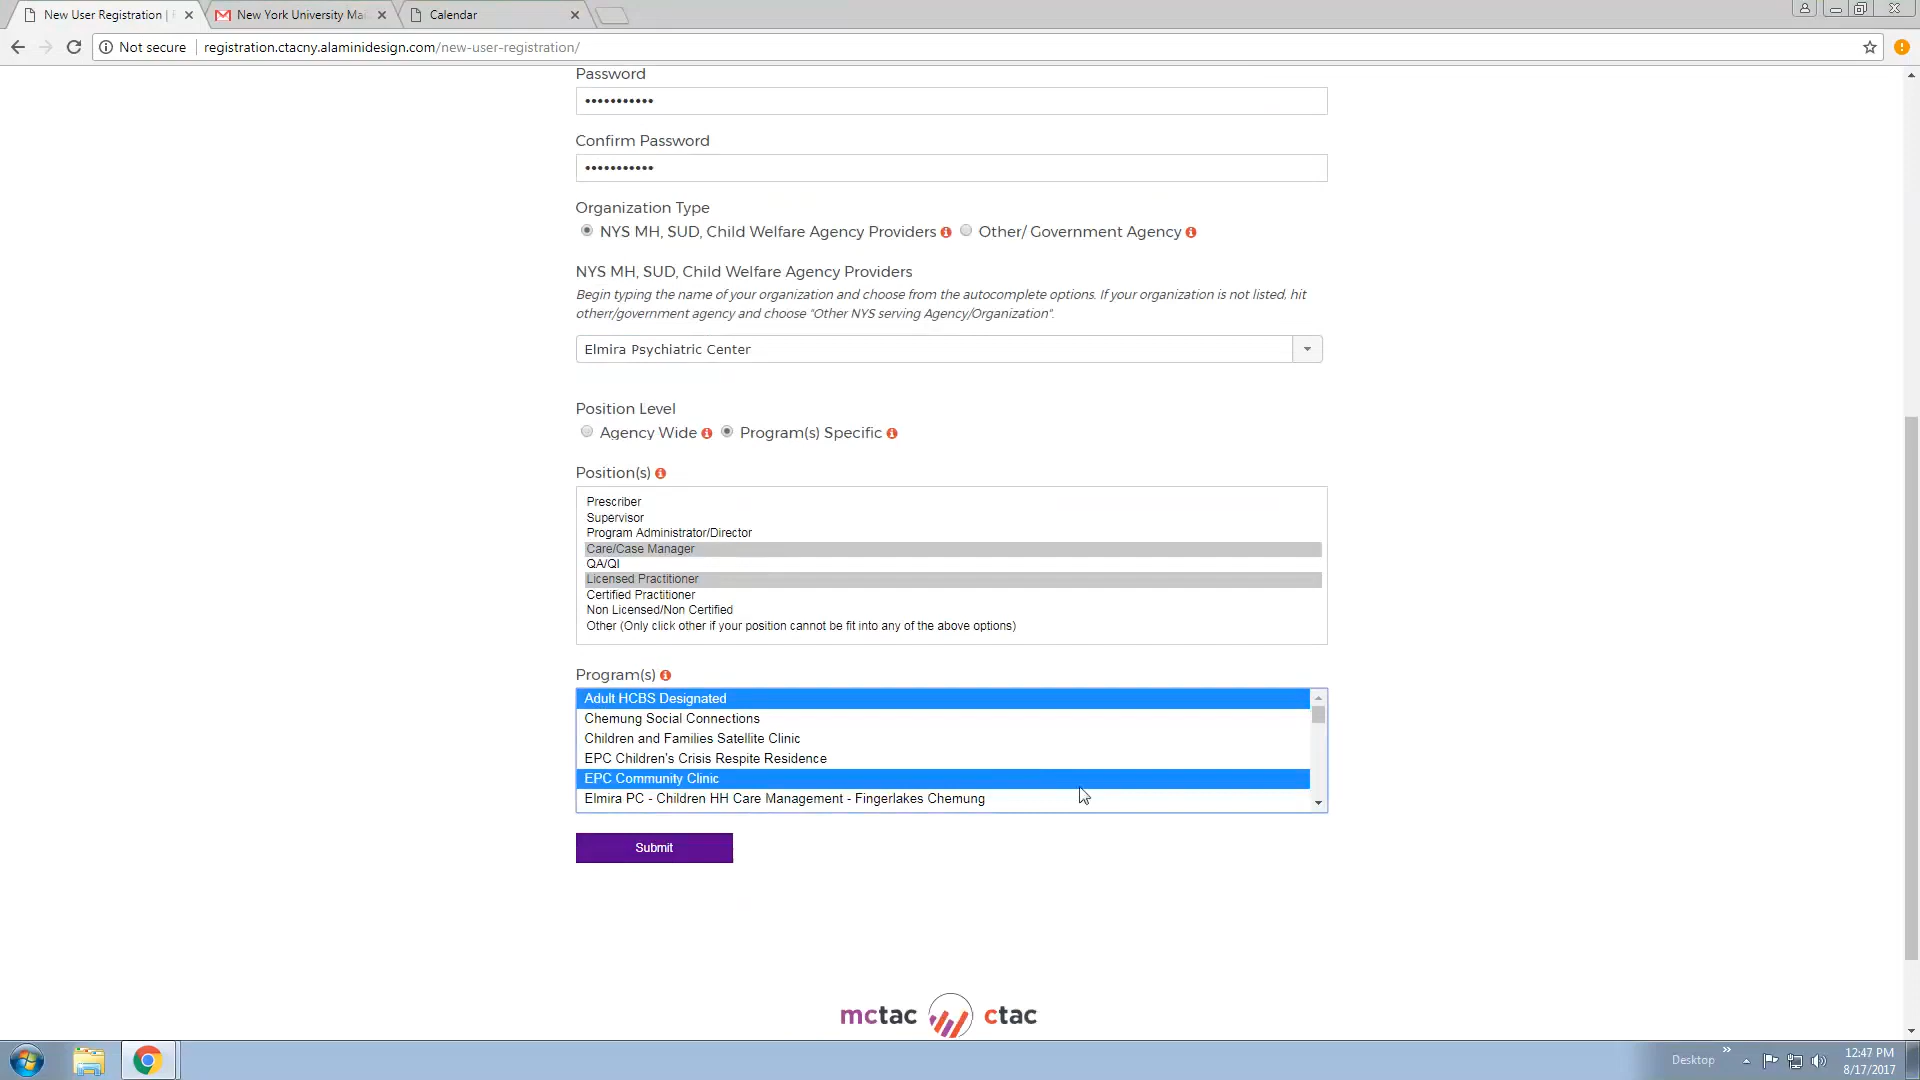 New User Registration |
New York University Ma
Calendar
Not secure registration.ctacny.alaminidesign.com/new-user-registration/
Password
•••••••••••
Confirm Password
•••••••••••
Organization Type
NYS MH, SUD, Child Welfare Agency Providers Other/ Government Agency
NYS MH, SUD, Child Welfare Agency Providers
Begin typing the name of your organization and choose from the autocomplete options. If your organization is not listed, hit
otherr/government agency and choose "Other NYS serving Agency/Organization".
Elmira Psychiatric Center
Position Level
Agency Wide Program(s) Specific
Position(s)
Prescriber
Supervisor
Program Administrator/Director
Care/Case Manager
QA/QI
Licensed Practitioner
Certified Practitioner
Non Licensed/Non Certified
Other (Only click other if your position cannot be fit into any of the above options)
Program(s)
Adult HCBS Designated
Chemung Social Connections
Children and Families Satellite Clinic
EPC Children's Crisis Respite Residence
EPC Community Clinic
Elmira PC - Children HH Care Management - Fingerlakes Chemung
Submit
mctac ctac
Desktop »
12:47 PM
8/17/2017